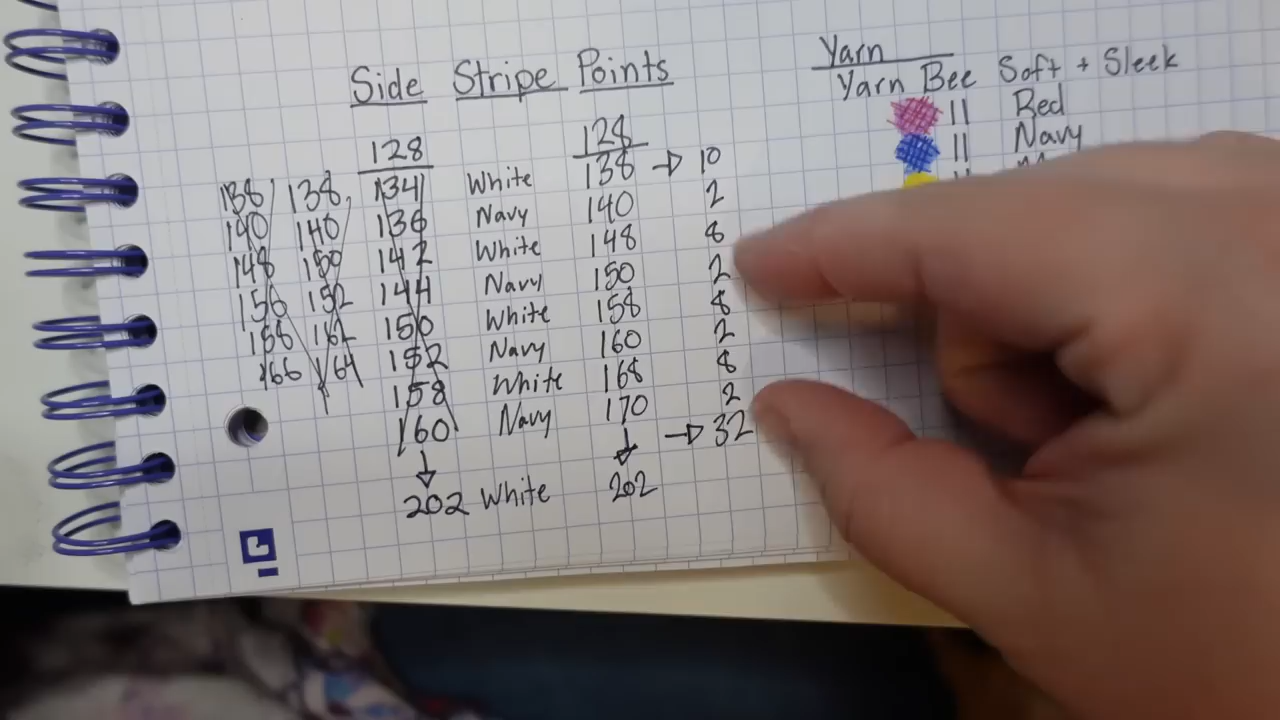 Side Stripe Points
128 128
138 138 134 White 138 → 10
140 140 136 Navy 140 2
148 150 142 White 148 8
156 152 144 Navy 150 2
158 162 150 White 158 8
166 164 152 Navy 160 2
158 White 168 8
160 Navy 170 2
↓ ↓ → 32
202 White 202
Yarn
Yarn Bee Soft + Sleek
11 Red
11 Navy